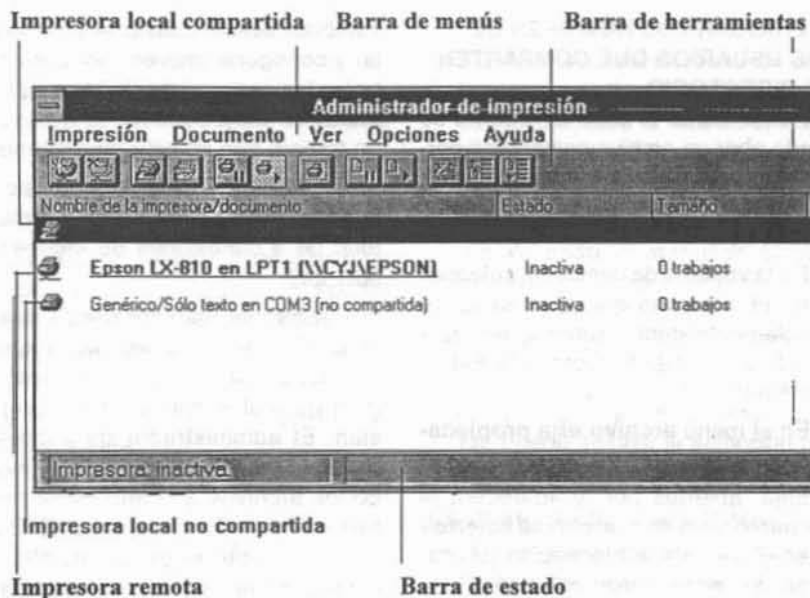 Impresora local compartida Barra de menús Barra de herramientas
Administrador de impresión
Impresión Documento Ver Opciones Ayuda
Nombre de la impresora/documento Estado Tamaño
Epson LX-810 en LPT1 (\\CYJ\EPSON) Inactiva 0 trabajos
Genérico/Sólo texto en COM3 (no compartida) Inactiva 0 trabajos
Impresora inactiva
Impresora local no compartida
Impresora remota Barra de estado